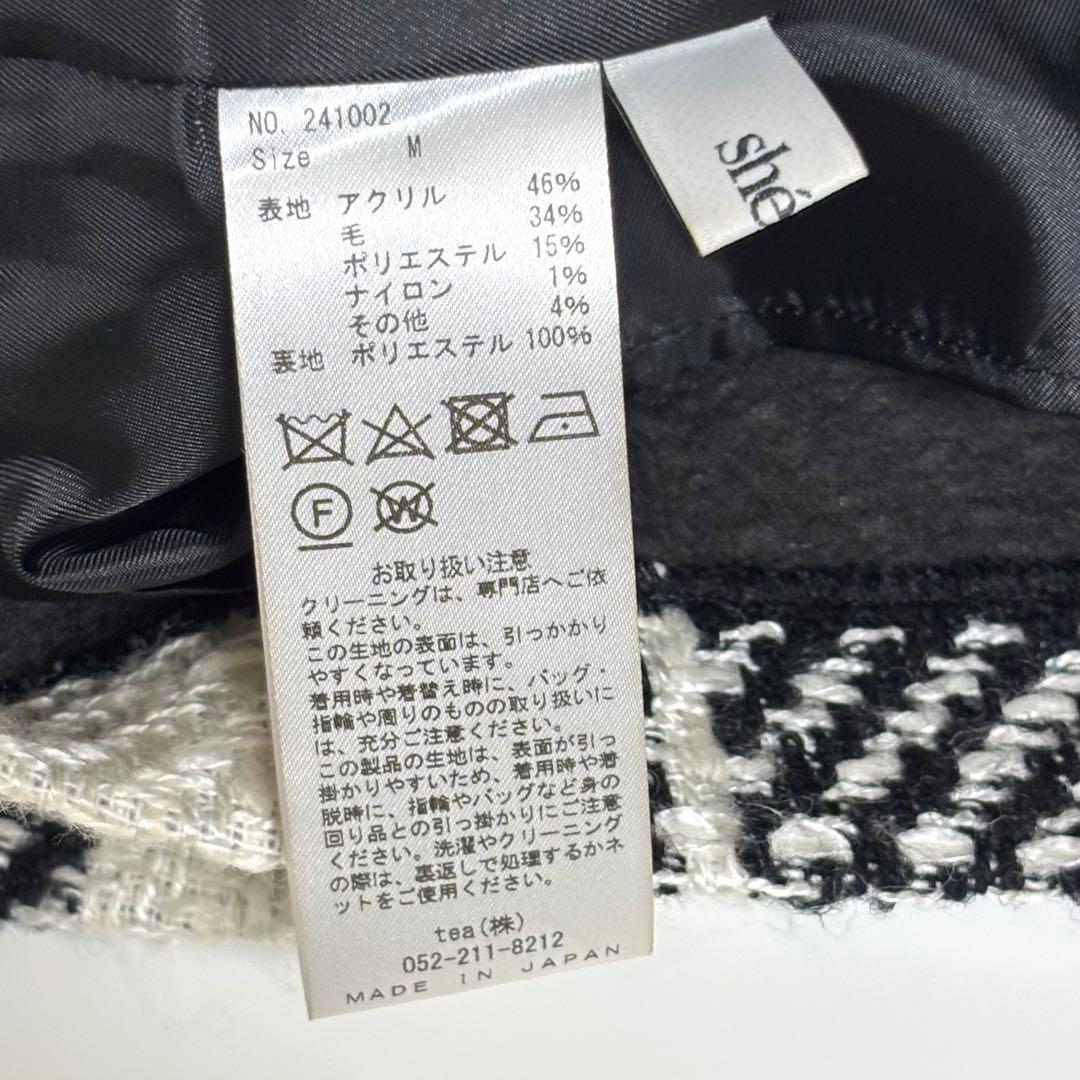 NO. 241002
Size M
表地 アクリル 46%
毛 34%
ポリエステル 15%
ナイロン 1%
その他 4%
裏地 ポリエステル 100%
F
W
お取り扱い注意
クリーニングは、専門店へご依
頼ください。
この生地の表面は、引っかかり
やすくなっています。
着用時や着替え時に、バッグ・
指輪や周りのものの取り扱いに
は、充分ご注意ください。
この製品の生地は、表面が引っ
掛かりやすいため、着用時や着
脱時に、指輪やバッグなど身の
回り品との引っ掛かりにご注意
ください。洗濯やクリーニング
の際は、裏返しで処理するかネ
ットをご使用ください。
tea(株)
052-211-8212
MADE IN JAPAN
shé